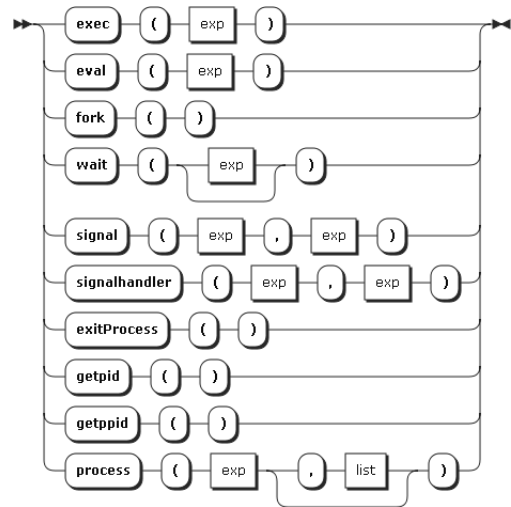 exec ( exp )
eval ( exp )
fork ( )
wait ( exp )
signal ( exp , exp )
signalhandler ( exp , exp )
exitProcess ( )
getpid ( )
getppid ( )
process ( exp , list )